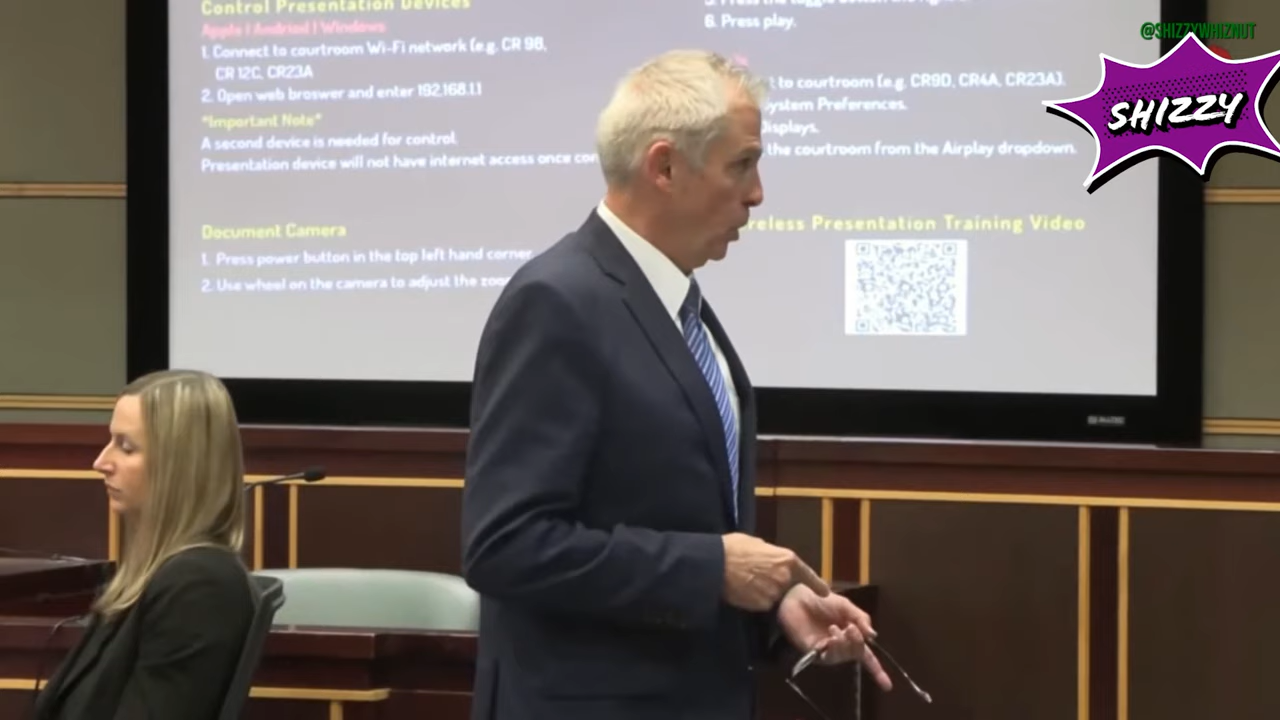 Control Presentation Devices
Apple | Andriod | Windows
1. Connect to courtroom Wi-Fi network (e.g. CR 9B,
CR 12C, CR23A
2. Open web broswer and enter 192.168.1.1
*Important Note*
A second device is needed for control.
Presentation device will not have internet access once con
Document Camera
1. Press power button in the top left hand corner
2. Use wheel on the camera to adjust the zoo
6. Press play.
t to courtroom (e.g. CR9D, CR4A, CR23A).
ystem Preferences.
Displays.
the courtroom from the Airplay dropdown.
reless Presentation Training Video
@SHIZZYWHIZNUT
SHIZZY